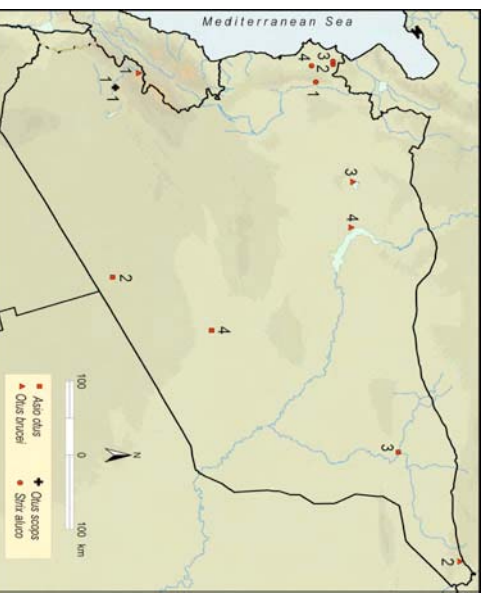 Mediterranean Sea
3
2
4
1
1
1
1
3
4
2
4
3
2
N
100 0 100 km
Asio otus
Otus brucei
Otus scops
Strix aluco